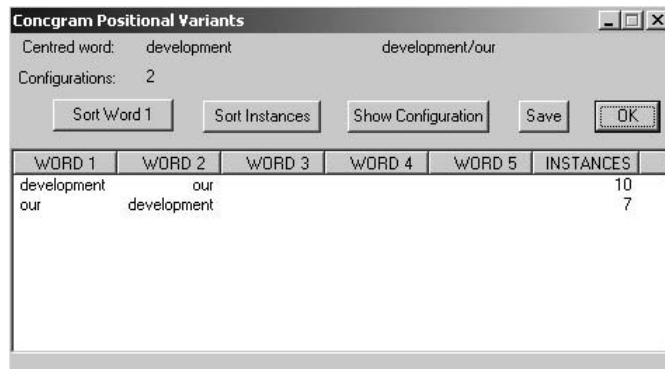 Concgram Positional Variants
Centred word: development development/our
Configurations: 2
Sort Word 1 Sort Instances Show Configuration Save OK
WORD 1 WORD 2 WORD 3 WORD 4 WORD 5 INSTANCES
development our 10
our development 7